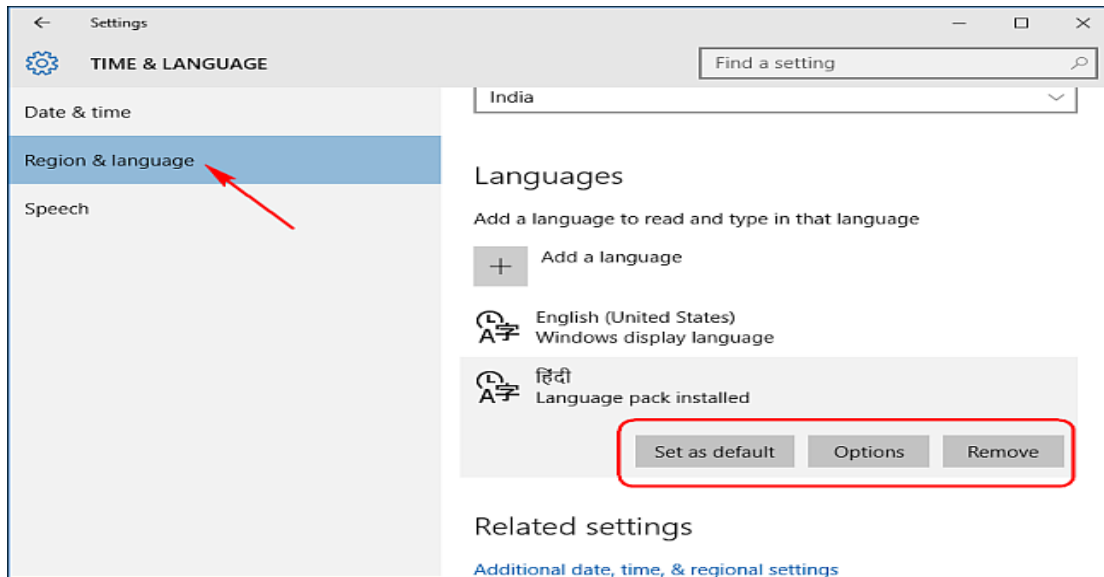 Settings
TIME & LANGUAGE
Find a setting
Date & time
Region & language
Speech
India
Languages
Add a language to read and type in that language
Add a language
English (United States)
Windows display language
हिंदी
Language pack installed
Set as default Options Remove
Related settings
Additional date, time, & regional settings